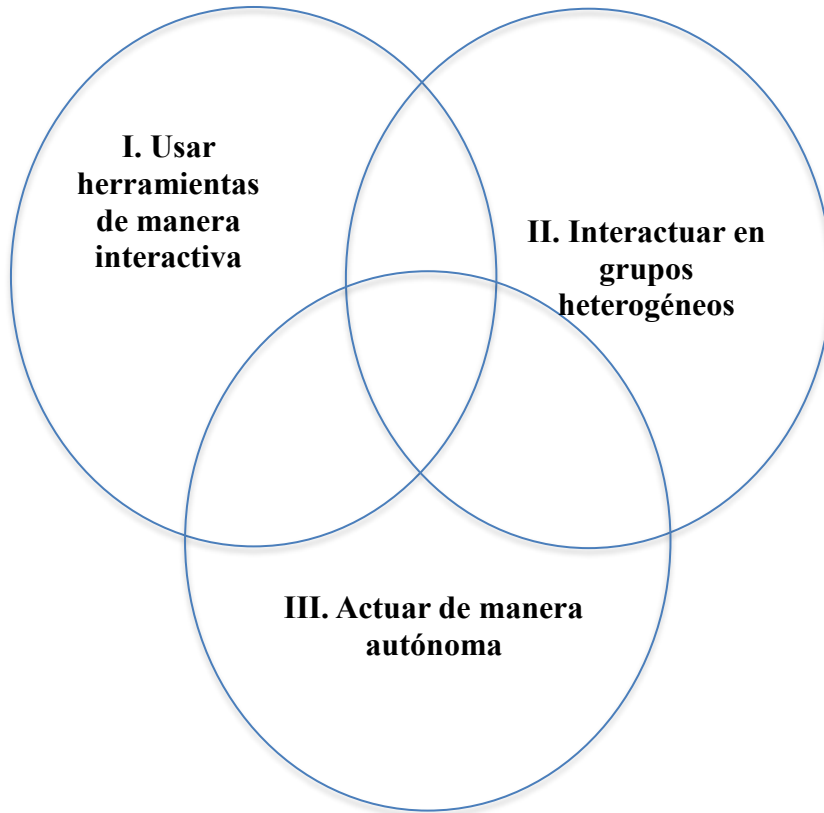 I. Usar
herramientas
de manera
interactiva
II. Interactuar en
grupos
heterogéneos
III. Actuar de manera
autónoma